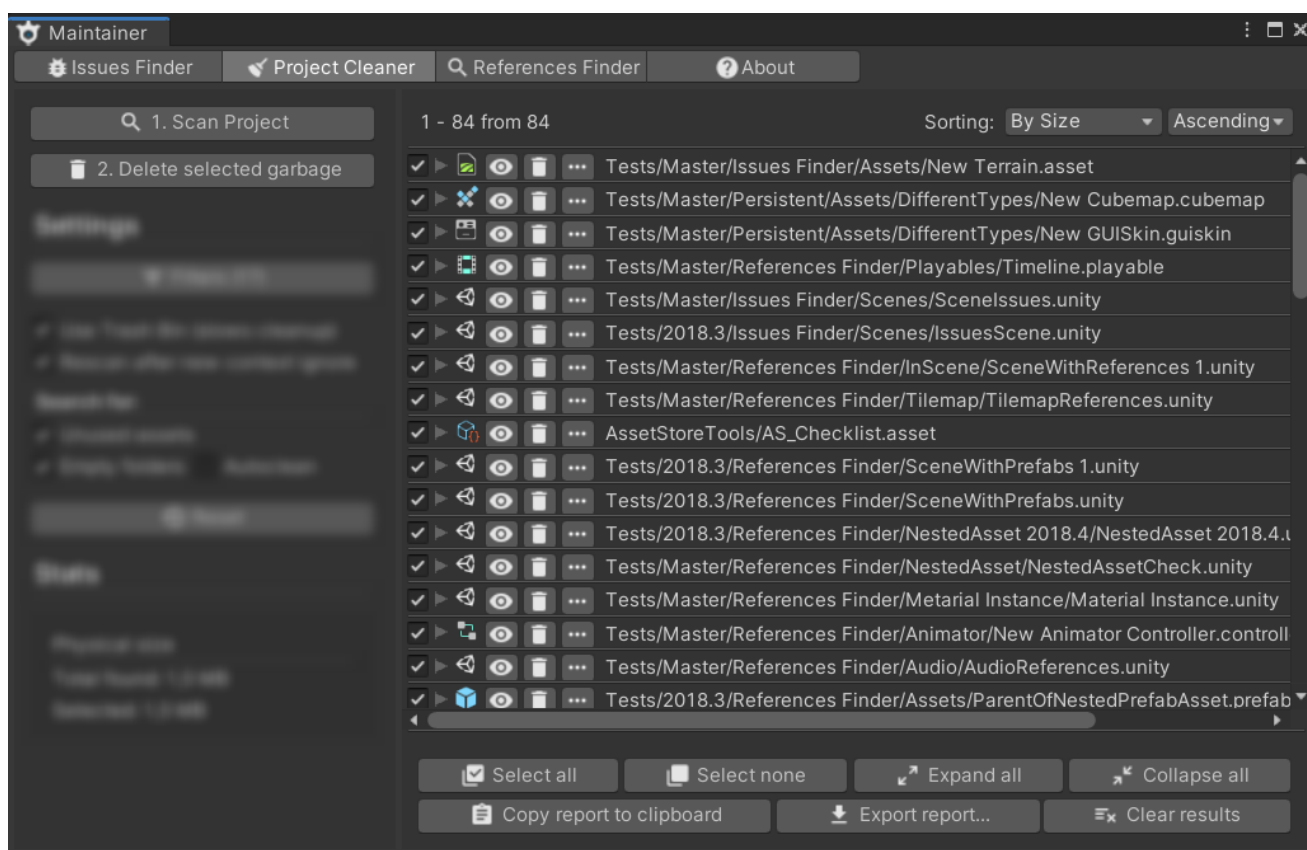 Maintainer
Issues Finder
Project Cleaner
References Finder
About
1. Scan Project
2. Delete selected garbage
Settings
Stats
1 - 84 from 84
Sorting: By Size Ascending
Tests/Master/Issues Finder/Assets/New Terrain.asset
Tests/Master/Persistent/Assets/DifferentTypes/New Cubemap.cubemap
Tests/Master/Persistent/Assets/DifferentTypes/New GUISkin.guiskin
Tests/Master/References Finder/Playables/Timeline.playable
Tests/Master/Issues Finder/Scenes/SceneIssues.unity
Tests/2018.3/Issues Finder/Scenes/IssuesScene.unity
Tests/Master/References Finder/InScene/SceneWithReferences 1.unity
Tests/Master/References Finder/Tilemap/TilemapReferences.unity
AssetStoreTools/AS_Checklist.asset
Tests/2018.3/References Finder/SceneWithPrefabs 1.unity
Tests/2018.3/References Finder/SceneWithPrefabs.unity
Tests/2018.3/References Finder/NestedAsset 2018.4/NestedAsset 2018.4.u
Tests/Master/References Finder/NestedAsset/NestedAssetCheck.unity
Tests/Master/References Finder/Metarial Instance/Material Instance.unity
Tests/Master/References Finder/Animator/New Animator Controller.controll
Tests/Master/References Finder/Audio/AudioReferences.unity
Tests/2018.3/References Finder/Assets/ParentOfNestedPrefabAsset.prefab
Select all
Select none
Expand all
Collapse all
Copy report to clipboard
Export report...
Clear results